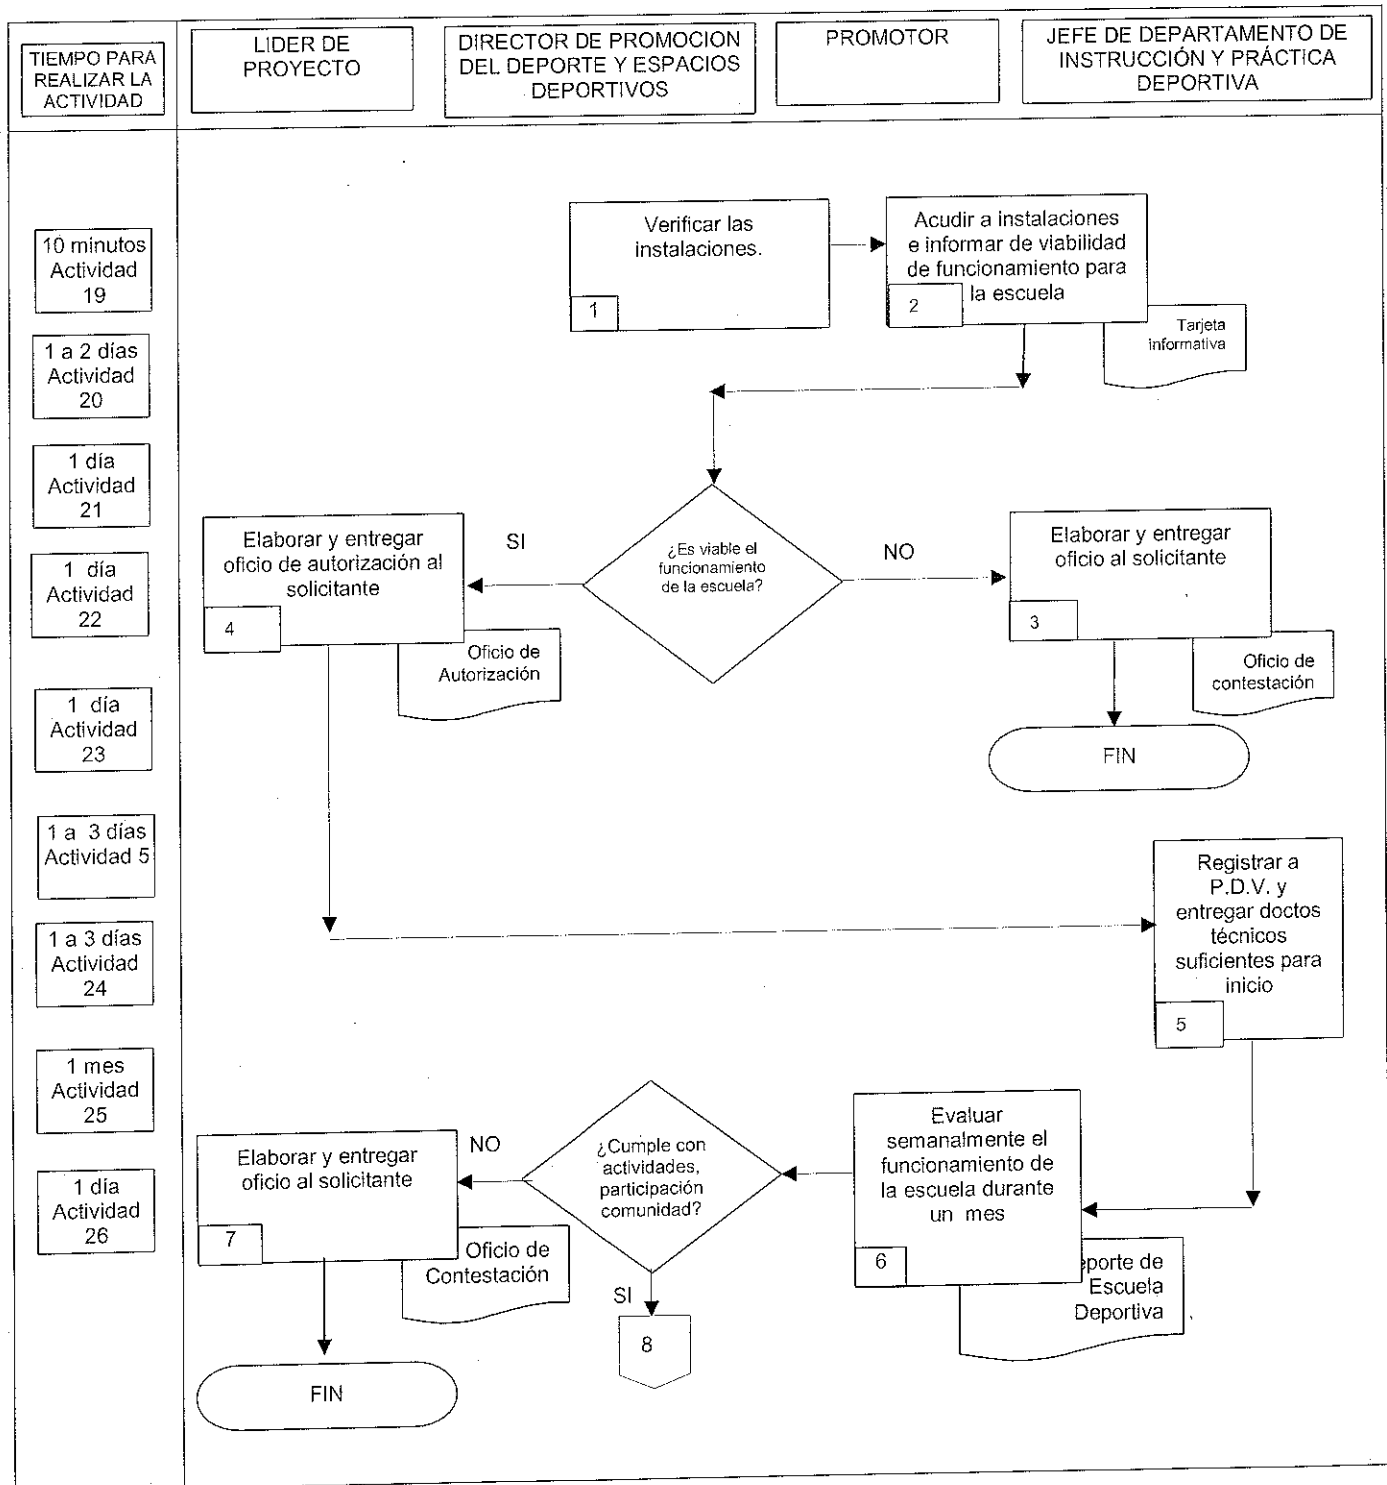 TIEMPO PARA
REALIZAR LA
ACTIVIDAD
LIDER DE
PROYECTO
DIRECTOR DE PROMOCION
DEL DEPORTE Y ESPACIOS
DEPORTIVOS
PROMOTOR
JEFE DE DEPARTAMENTO DE
INSTRUCCIÓN Y PRÁCTICA
DEPORTIVA
10 minutos
Actividad
19
1 a 2 días
Actividad
20
1 día
Actividad
21
1 día
Actividad
22
1 día
Actividad
23
1 a 3 días
Actividad 5
1 a 3 días
Actividad
24
1 mes
Actividad
25
1 día
Actividad
26
Verificar las
instalaciones.
1
Acudir a instalaciones
e informar de viabilidad
de funcionamiento para
la escuela
2
Tarjeta
informativa
¿Es viable el
funcionamiento
de la escuela?
SI
NO
Elaborar y entregar
oficio de autorización al
solicitante
4
Oficio de
Autorización
Elaborar y entregar
oficio al solicitante
3
Oficio de
contestación
FIN
Registrar a
P.D.V. y
entregar doctos
técnicos
suficientes para
inicio
5
Evaluar
semanalmente el
funcionamiento de
la escuela durante
un mes
6
eporte de
Escuela
Deportiva
¿Cumple con
actividades,
participación
comunidad?
NO
SI
8
Elaborar y entregar
oficio al solicitante
7
Oficio de
Contestación
FIN